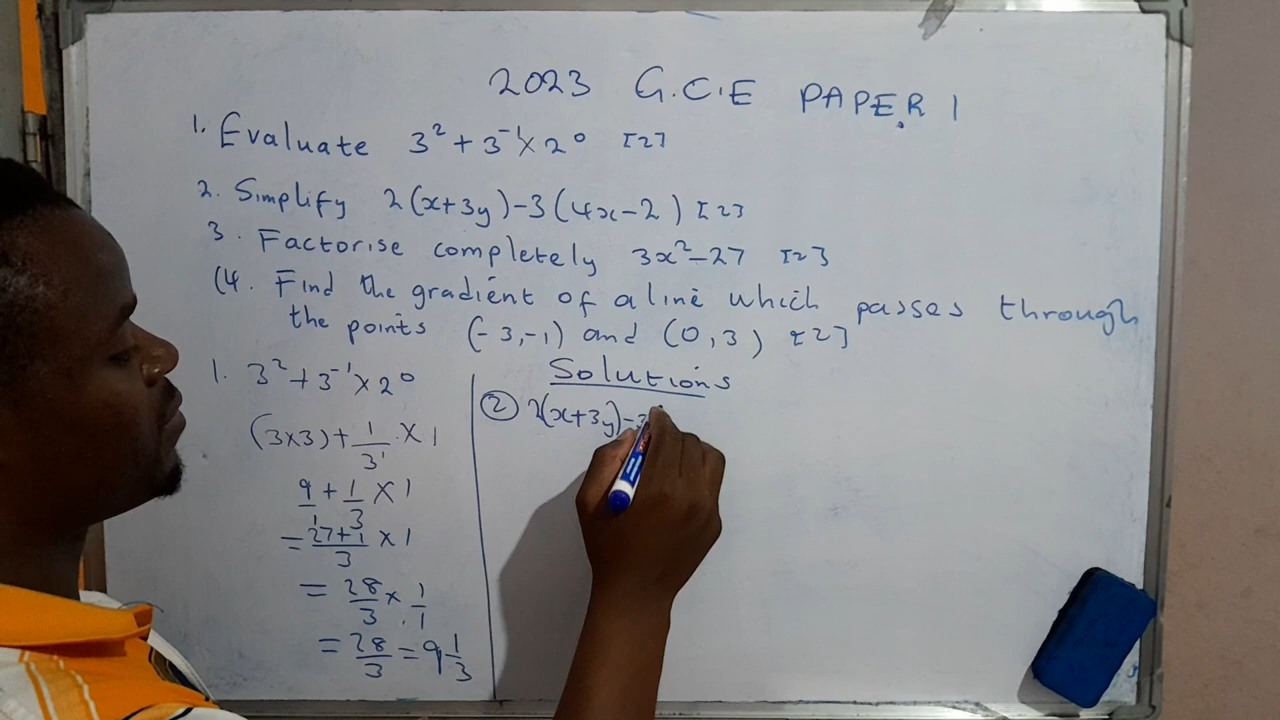 2023 G.C.E PAPER 1
1. Evaluate 3² + 3⁻¹ × 2⁰ [2]
2. Simplify 2(x+3y)-3(4x-2) [2]
3. Factorise completely 3x²-27 [2]
(4. Find the gradient of a line which passes through
the points (-3,-1) and (0,3) [2]
Solutions
1. 3² + 3⁻¹ × 2⁰
(3×3) + 1/3¹ × 1
9/1 + 1/3 × 1
= 27+1/3 × 1
= 28/3 × 1/1
= 28/3 = 9 1/3
② 2(x+3y)-3